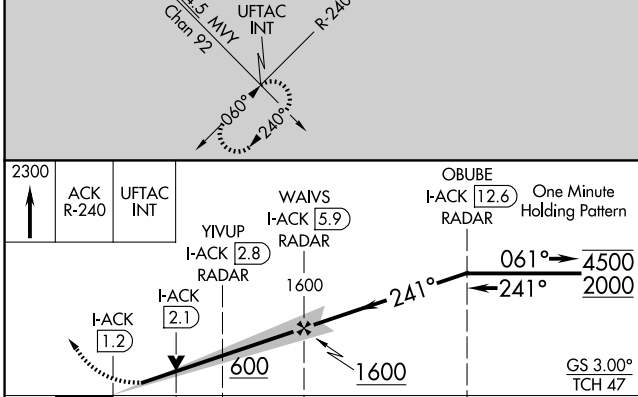 4.5 MVY
Chan 92
UFTAC
INT
R-240
060°
240°
2300
ACK
R-240
UFTAC
INT
OBUBE
I-ACK 12.6
RADAR
One Minute
Holding Pattern
WAIVS
I-ACK 5.9
RADAR
YIVUP
I-ACK 2.8
RADAR
1600
061°
4500
241°
241°
2000
I-ACK
2.1
I-ACK
1.2
600
1600
GS 3.00°
TCH 47